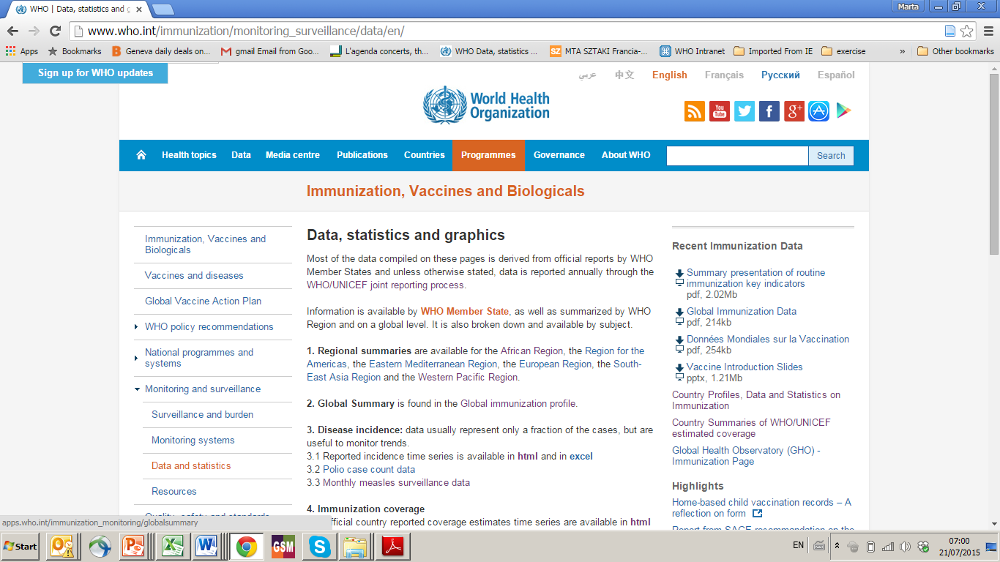 WHO | Data, statistics and g
Marta
www.who.int/immunization/monitoring_surveillance/data/en/
Apps
Bookmarks
Geneva daily deals on...
gmail Email from Goo...
L'agenda concerts, th...
WHO Data, statistics ...
MTA SZTAKI Francia-...
WHO Intranet
Imported From IE
exercise
»
Other bookmarks
Sign up for WHO updates
عربي
中文
English
Français
Русский
Español
World Health
Organization
You
Tube
g+
Health topics
Data
Media centre
Publications
Countries
Programmes
Governance
About WHO
Search
Immunization, Vaccines and Biologicals
Immunization, Vaccines and
Biologicals
Vaccines and diseases
Global Vaccine Action Plan
WHO policy recommendations
National programmes and
systems
Monitoring and surveillance
Surveillance and burden
Monitoring systems
Data and statistics
Resources
Quality, safety and standards
apps.who.int/immunization_monitoring/globalsummary
Data, statistics and graphics
Most of the data compiled on these pages is derived from official reports by WHO
Member States and unless otherwise stated, data is reported annually through the
WHO/UNICEF joint reporting process.
Information is available by WHO Member State, as well as summarized by WHO
Region and on a global level. It is also broken down and available by subject.
1. Regional summaries are available for the African Region, the Region for the
Americas, the Eastern Mediterranean Region, the European Region, the South-
East Asia Region and the Western Pacific Region.
2. Global Summary is found in the Global immunization profile.
3. Disease incidence: data usually represent only a fraction of the cases, but are
useful to monitor trends.
3.1 Reported incidence time series is available in html and in excel
3.2 Polio case count data
3.3 Monthly measles surveillance data
4. Immunization coverage
fficial country reported coverage estimates time series are available in html
Recent Immunization Data
Summary presentation of routine
immunization key indicators
pdf, 2.02Mb
Global Immunization Data
pdf, 214kb
Données Mondiales sur la Vaccination
pdf, 254kb
Vaccine Introduction Slides
pptx, 1.21Mb
Country Profiles, Data and Statistics on
Immunization
Country Summaries of WHO/UNICEF
estimated coverage
Global Health Observatory (GHO) -
Immunization Page
Highlights
Home-based child vaccination records – A
reflection on form
Report from SAGE recommendation on the
Start
GSM
EN
07:00
21/07/2015